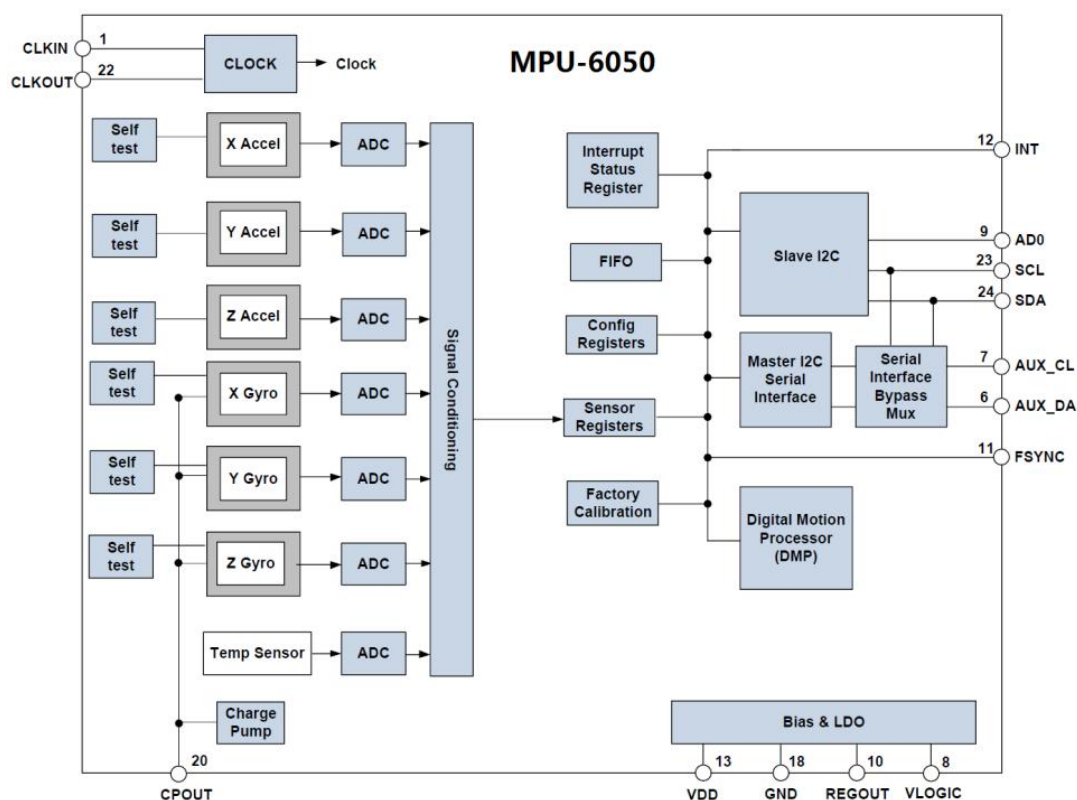 MPU-6050
CLKIN
1
22
CLKOUT
CLOCK
Clock
Self
test
X Accel
ADC
Self
test
Y Accel
ADC
Self
test
Z Accel
ADC
Self
test
X Gyro
ADC
Self
test
Y Gyro
ADC
Self
test
Z Gyro
ADC
Temp Sensor
ADC
Charge
Pump
20
CPOUT
Signal Conditioning
Interrupt
Status
Register
FIFO
Config
Registers
Sensor
Registers
Factory
Calibration
Slave I2C
Master I2C
Serial
Interface
Serial
Interface
Bypass
Mux
Digital Motion
Processor
(DMP)
12
INT
9
AD0
23
SCL
24
SDA
7
AUX_CL
6
AUX_DA
11
FSYNC
Bias & LDO
13
18
10
8
VDD
GND
REGOUT
VLOGIC